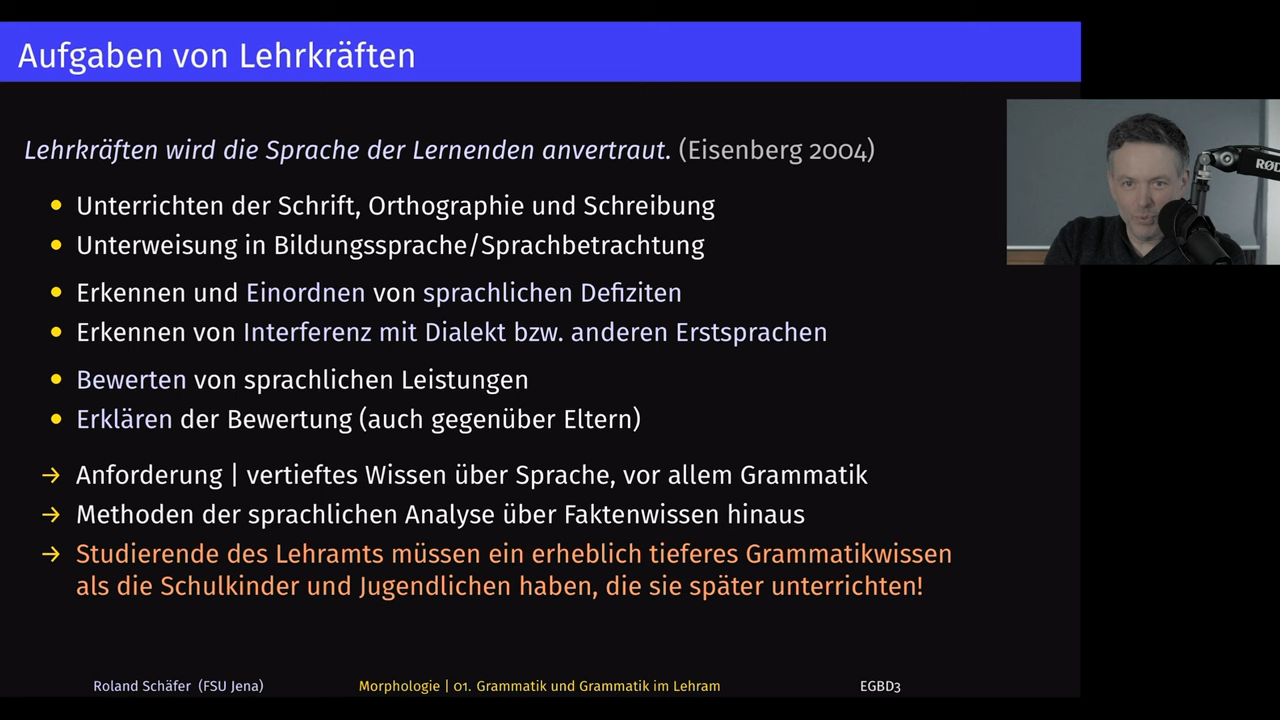 Aufgaben von Lehrkräften
Lehrkräften wird die Sprache der Lernenden anvertraut. (Eisenberg 2004)
• Unterrichten der Schrift, Orthographie und Schreibung
• Unterweisung in Bildungssprache/Sprachbetrachtung
• Erkennen und Einordnen von sprachlichen Defiziten
• Erkennen von Interferenz mit Dialekt bzw. anderen Erstsprachen
• Bewerten von sprachlichen Leistungen
• Erklären der Bewertung (auch gegenüber Eltern)
→ Anforderung | vertieftes Wissen über Sprache, vor allem Grammatik
→ Methoden der sprachlichen Analyse über Faktenwissen hinaus
→ Studierende des Lehramts müssen ein erheblich tieferes Grammatikwissen
als die Schulkinder und Jugendlichen haben, die sie später unterrichten!
RØD
Roland Schäfer (FSU Jena) Morphologie | 01. Grammatik und Grammatik im Lehram EGBD3